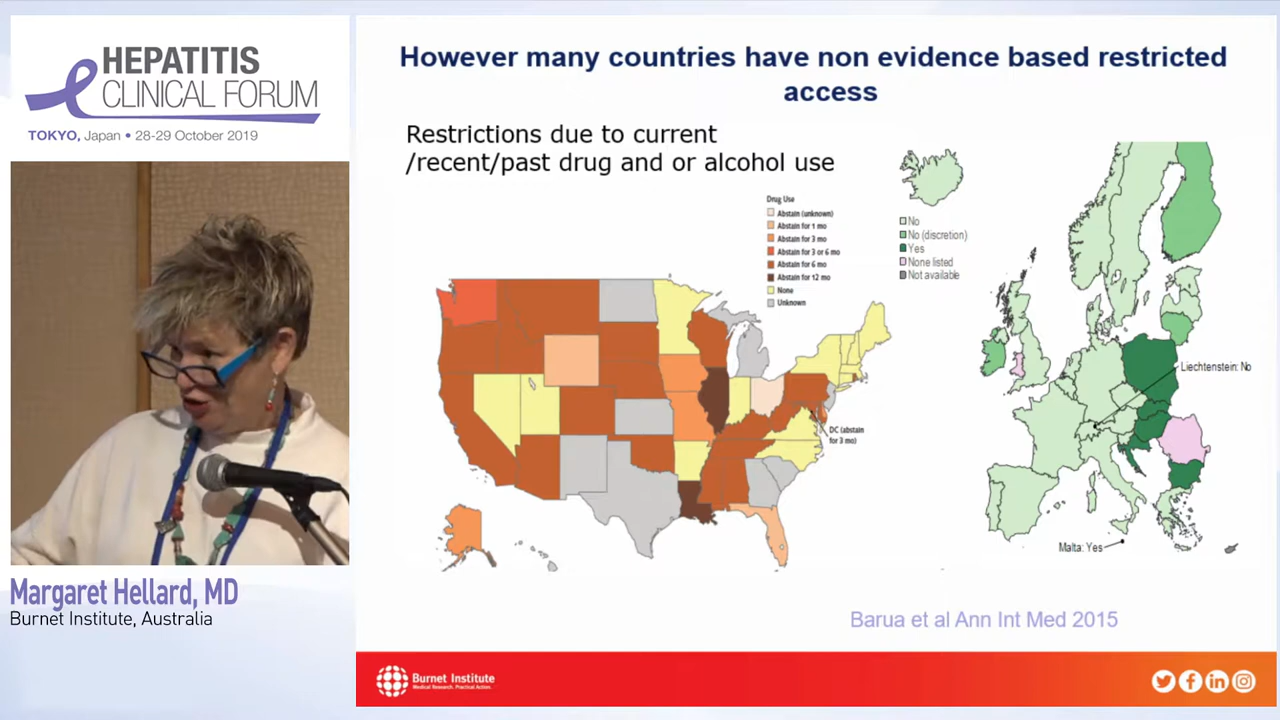 HEPATITIS
CLINICAL FORUM
TOKYO, Japan • 28-29 October 2019
Margaret Hellard, MD
Burnet Institute, Australia
However many countries have non evidence based restricted
access
Restrictions due to current
/recent/past drug and or alcohol use
Drug Use
Abstain (unknown)
Abstain for 1 mo
Abstain for 3 mo
Abstain for 3 or 6 mo
Abstain for 6 mo
Abstain for 12 mo
None
Unknown
DC (abstain
for 3 mo)
No
No (discretion)
Yes
None listed
Not available
Liechtenstein: No
Malta: Yes
Barua et al Ann Int Med 2015
Burnet Institute
Medical Research. Practical Action.